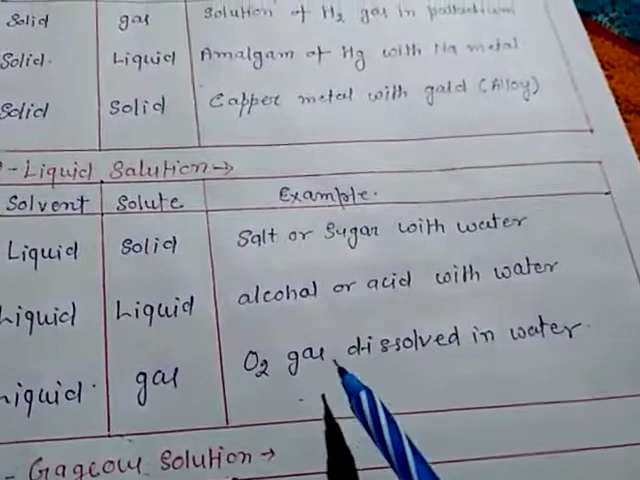 Solid gas Solution of H2 gas in palladium
Solid. Liquid Amalgam of Hg with Na metal
Solid Solid Copper metal with gold (Alloy)
- Liquid Solution →
Solvent Solute Example.
Liquid Solid Salt or Sugar with water
Liquid Liquid alcohol or acid with water
Liquid. gas O2 gas dissolved in water.
- Gaseous Solution →